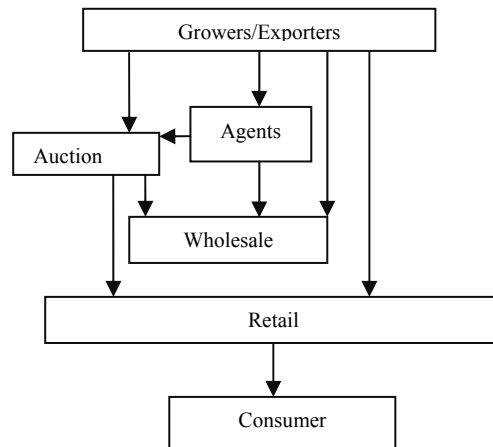 Growers/Exporters
Agents
Auction
Wholesale
Retail
Consumer